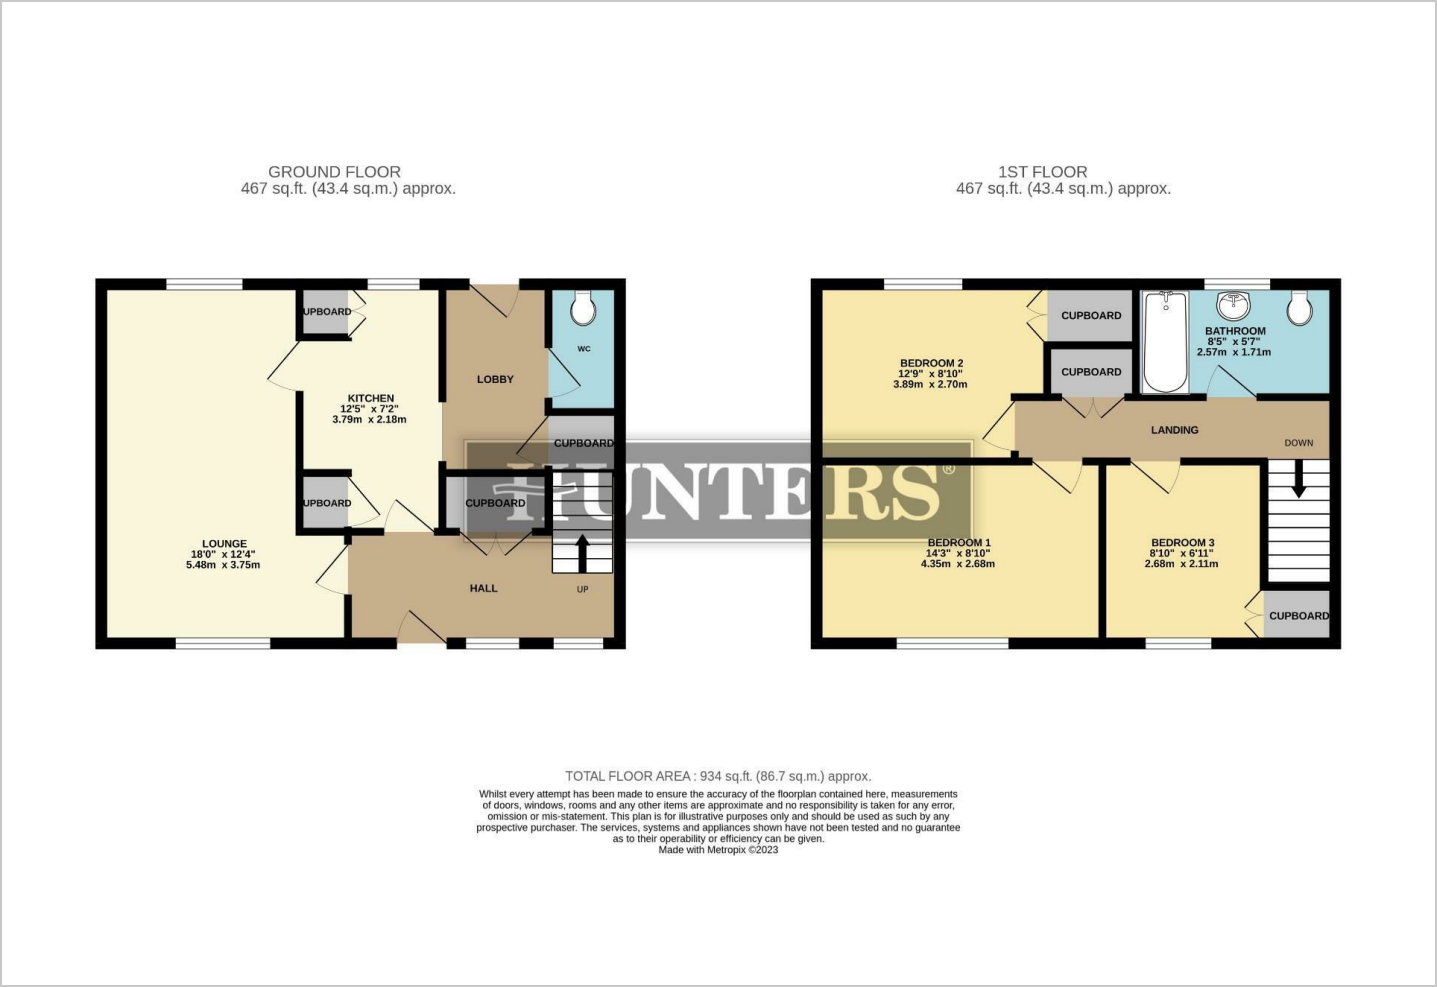 GROUND FLOOR
467 sq.ft. (43.4 sq.m.) approx.
1ST FLOOR
467 sq.ft. (43.4 sq.m.) approx.
UPBOARD
WC
LOBBY
KITCHEN
12'5" x 7'2"
3.79m x 2.18m
CUPBOARD
UPBOARD
CUPBOARD
LOUNGE
18'0" x 12'4"
5.48m x 3.75m
HALL
UP
CUPBOARD
BATHROOM
8'5" x 5'7"
2.57m x 1.71m
BEDROOM 2
12'9" x 8'10"
3.89m x 2.70m
CUPBOARD
LANDING
DOWN
HUNTERS®
BEDROOM 1
14'3" x 8'10"
4.35m x 2.68m
BEDROOM 3
8'10" x 6'11"
2.68m x 2.11m
CUPBOARD
TOTAL FLOOR AREA : 934 sq.ft. (86.7 sq.m.) approx.
Whilst every attempt has been made to ensure the accuracy of the floorplan contained here, measurements
of doors, windows, rooms and any other items are approximate and no responsibility is taken for any error,
omission or mis-statement. This plan is for illustrative purposes only and should be used as such by any
prospective purchaser. The services, systems and appliances shown have not been tested and no guarantee
as to their operability or efficiency can be given.
Made with Metropix ©2023